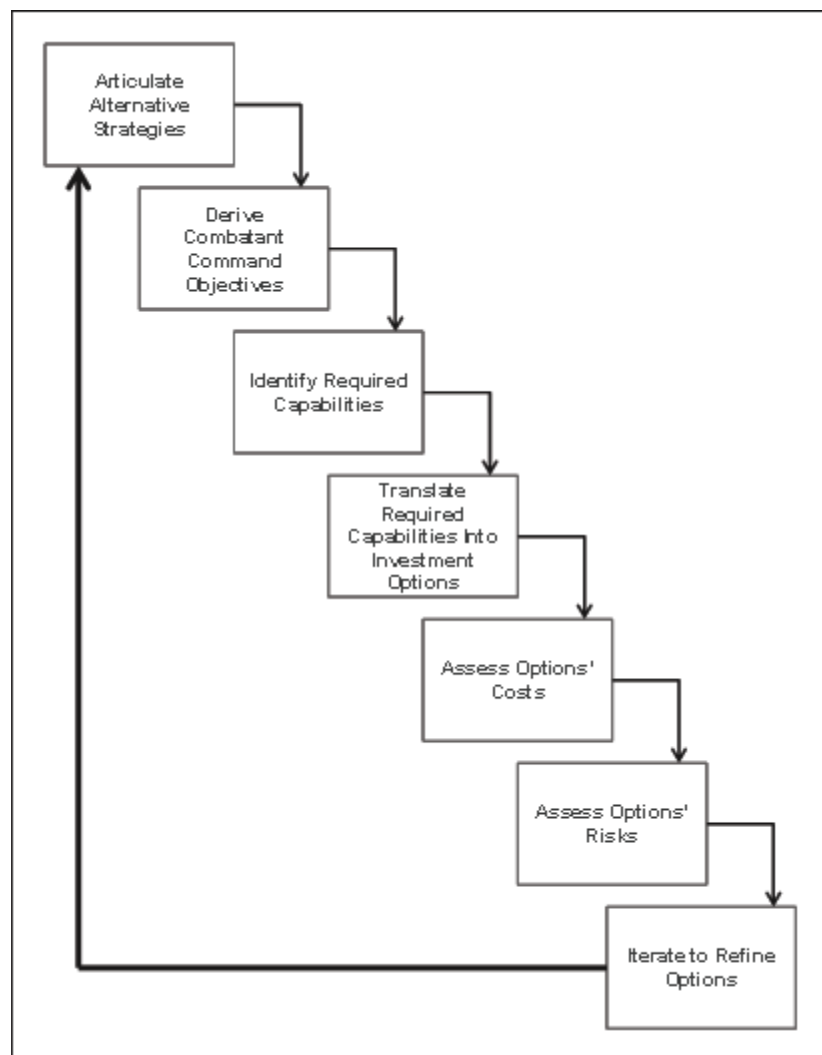 Articulate
Alternative
Strategies
Derive
Combatant
Command
Objectives
Identify Required
Capabilities
Translate
Required
Capabilities Into
Investment
Options
Assess Options'
Costs
Assess Options'
Risks
Iterate to Refine
Options